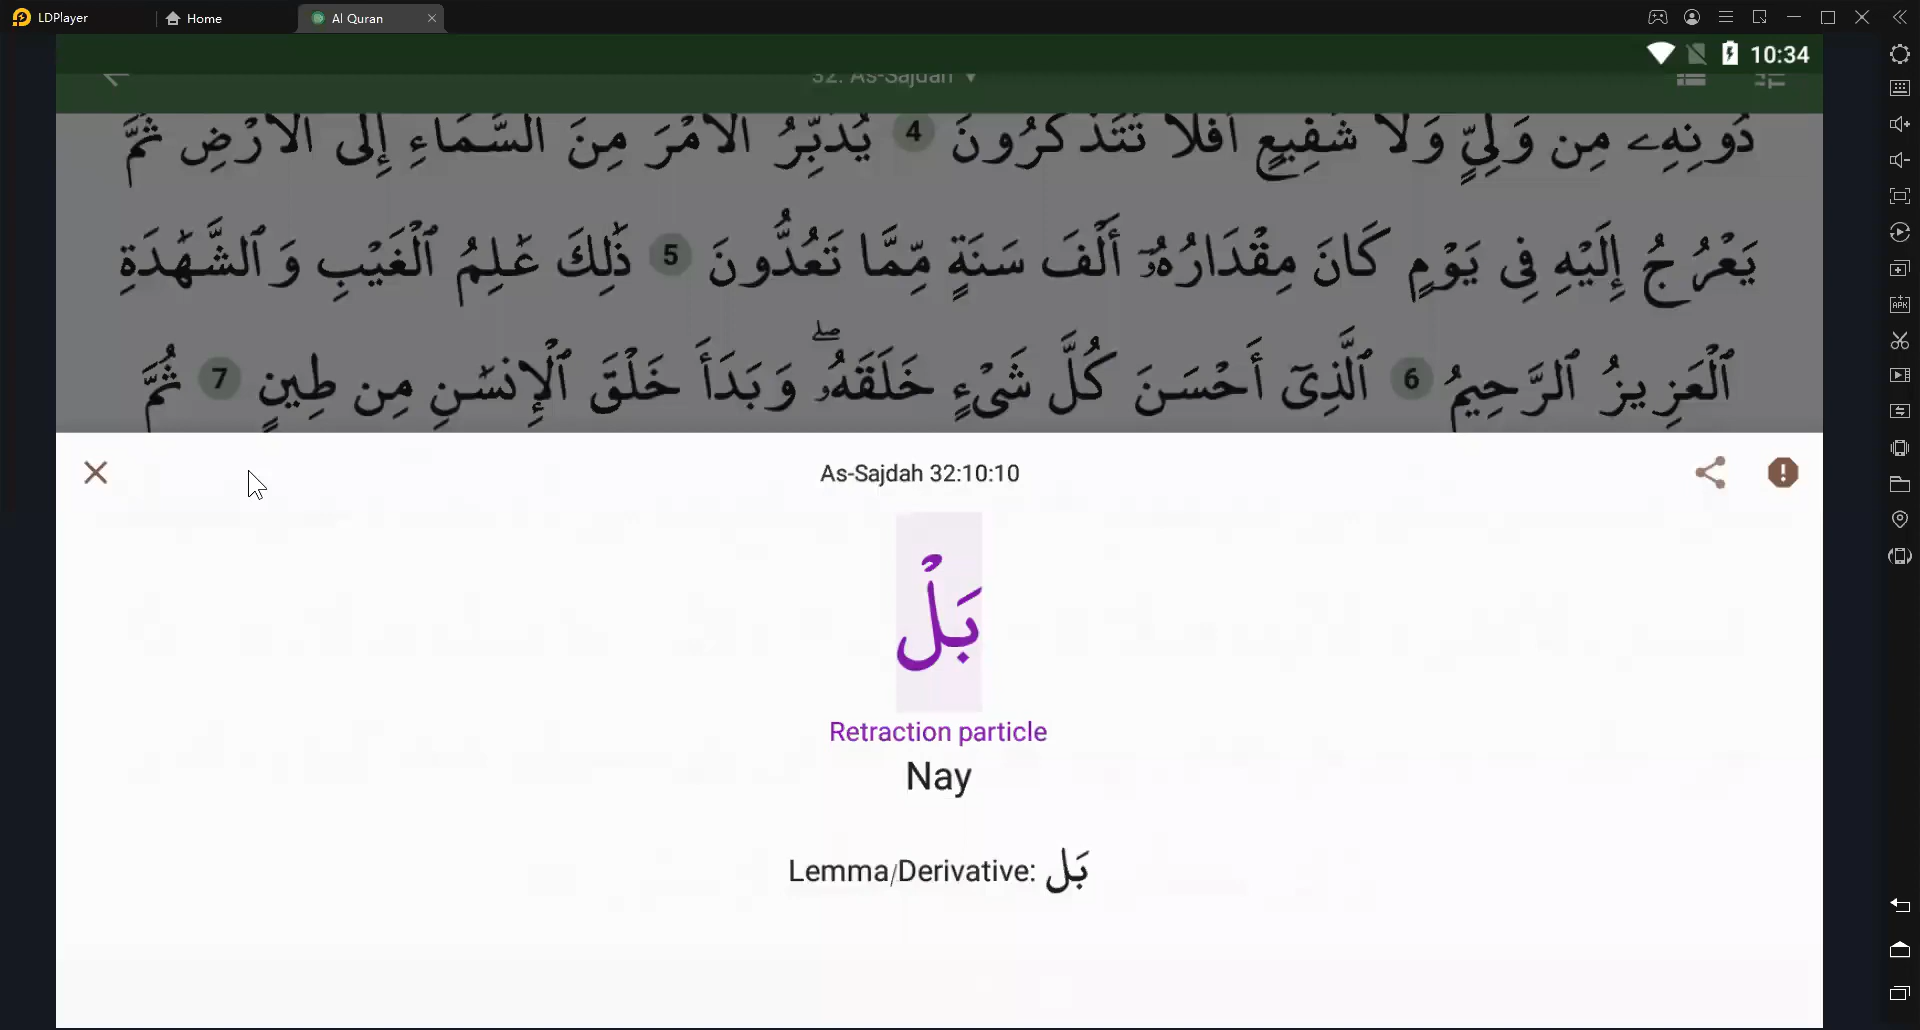 LDPlayer
Home
Al Quran
10:34
32. As-Sajdah
دُونِهِۦ مِن وَلِىٍّ وَلَا شَفِيعٍ أَفَلَا تَتَذَكَّرُونَ 4 يُدَبِّرُ ٱلْأَمْرَ مِنَ ٱلسَّمَآءِ إِلَى ٱلْأَرْضِ ثُمَّ
يَعْرُجُ إِلَيْهِ فِى يَوْمٍ كَانَ مِقْدَارُهُۥٓ أَلْفَ سَنَةٍ مِّمَّا تَعُدُّونَ 5 ذَٰلِكَ عَٰلِمُ ٱلْغَيْبِ وَٱلشَّهَٰدَةِ
ٱلْعَزِيزُ ٱلرَّحِيمُ 6 ٱلَّذِىٓ أَحْسَنَ كُلَّ شَىْءٍ خَلَقَهُۥ ۖ وَبَدَأَ خَلْقَ ٱلْإِنسَٰنِ مِن طِينٍ 7 ثُمَّ
As-Sajdah 32:10:10
بَلْ
Retraction particle
Nay
Lemma/Derivative: بَل
APK